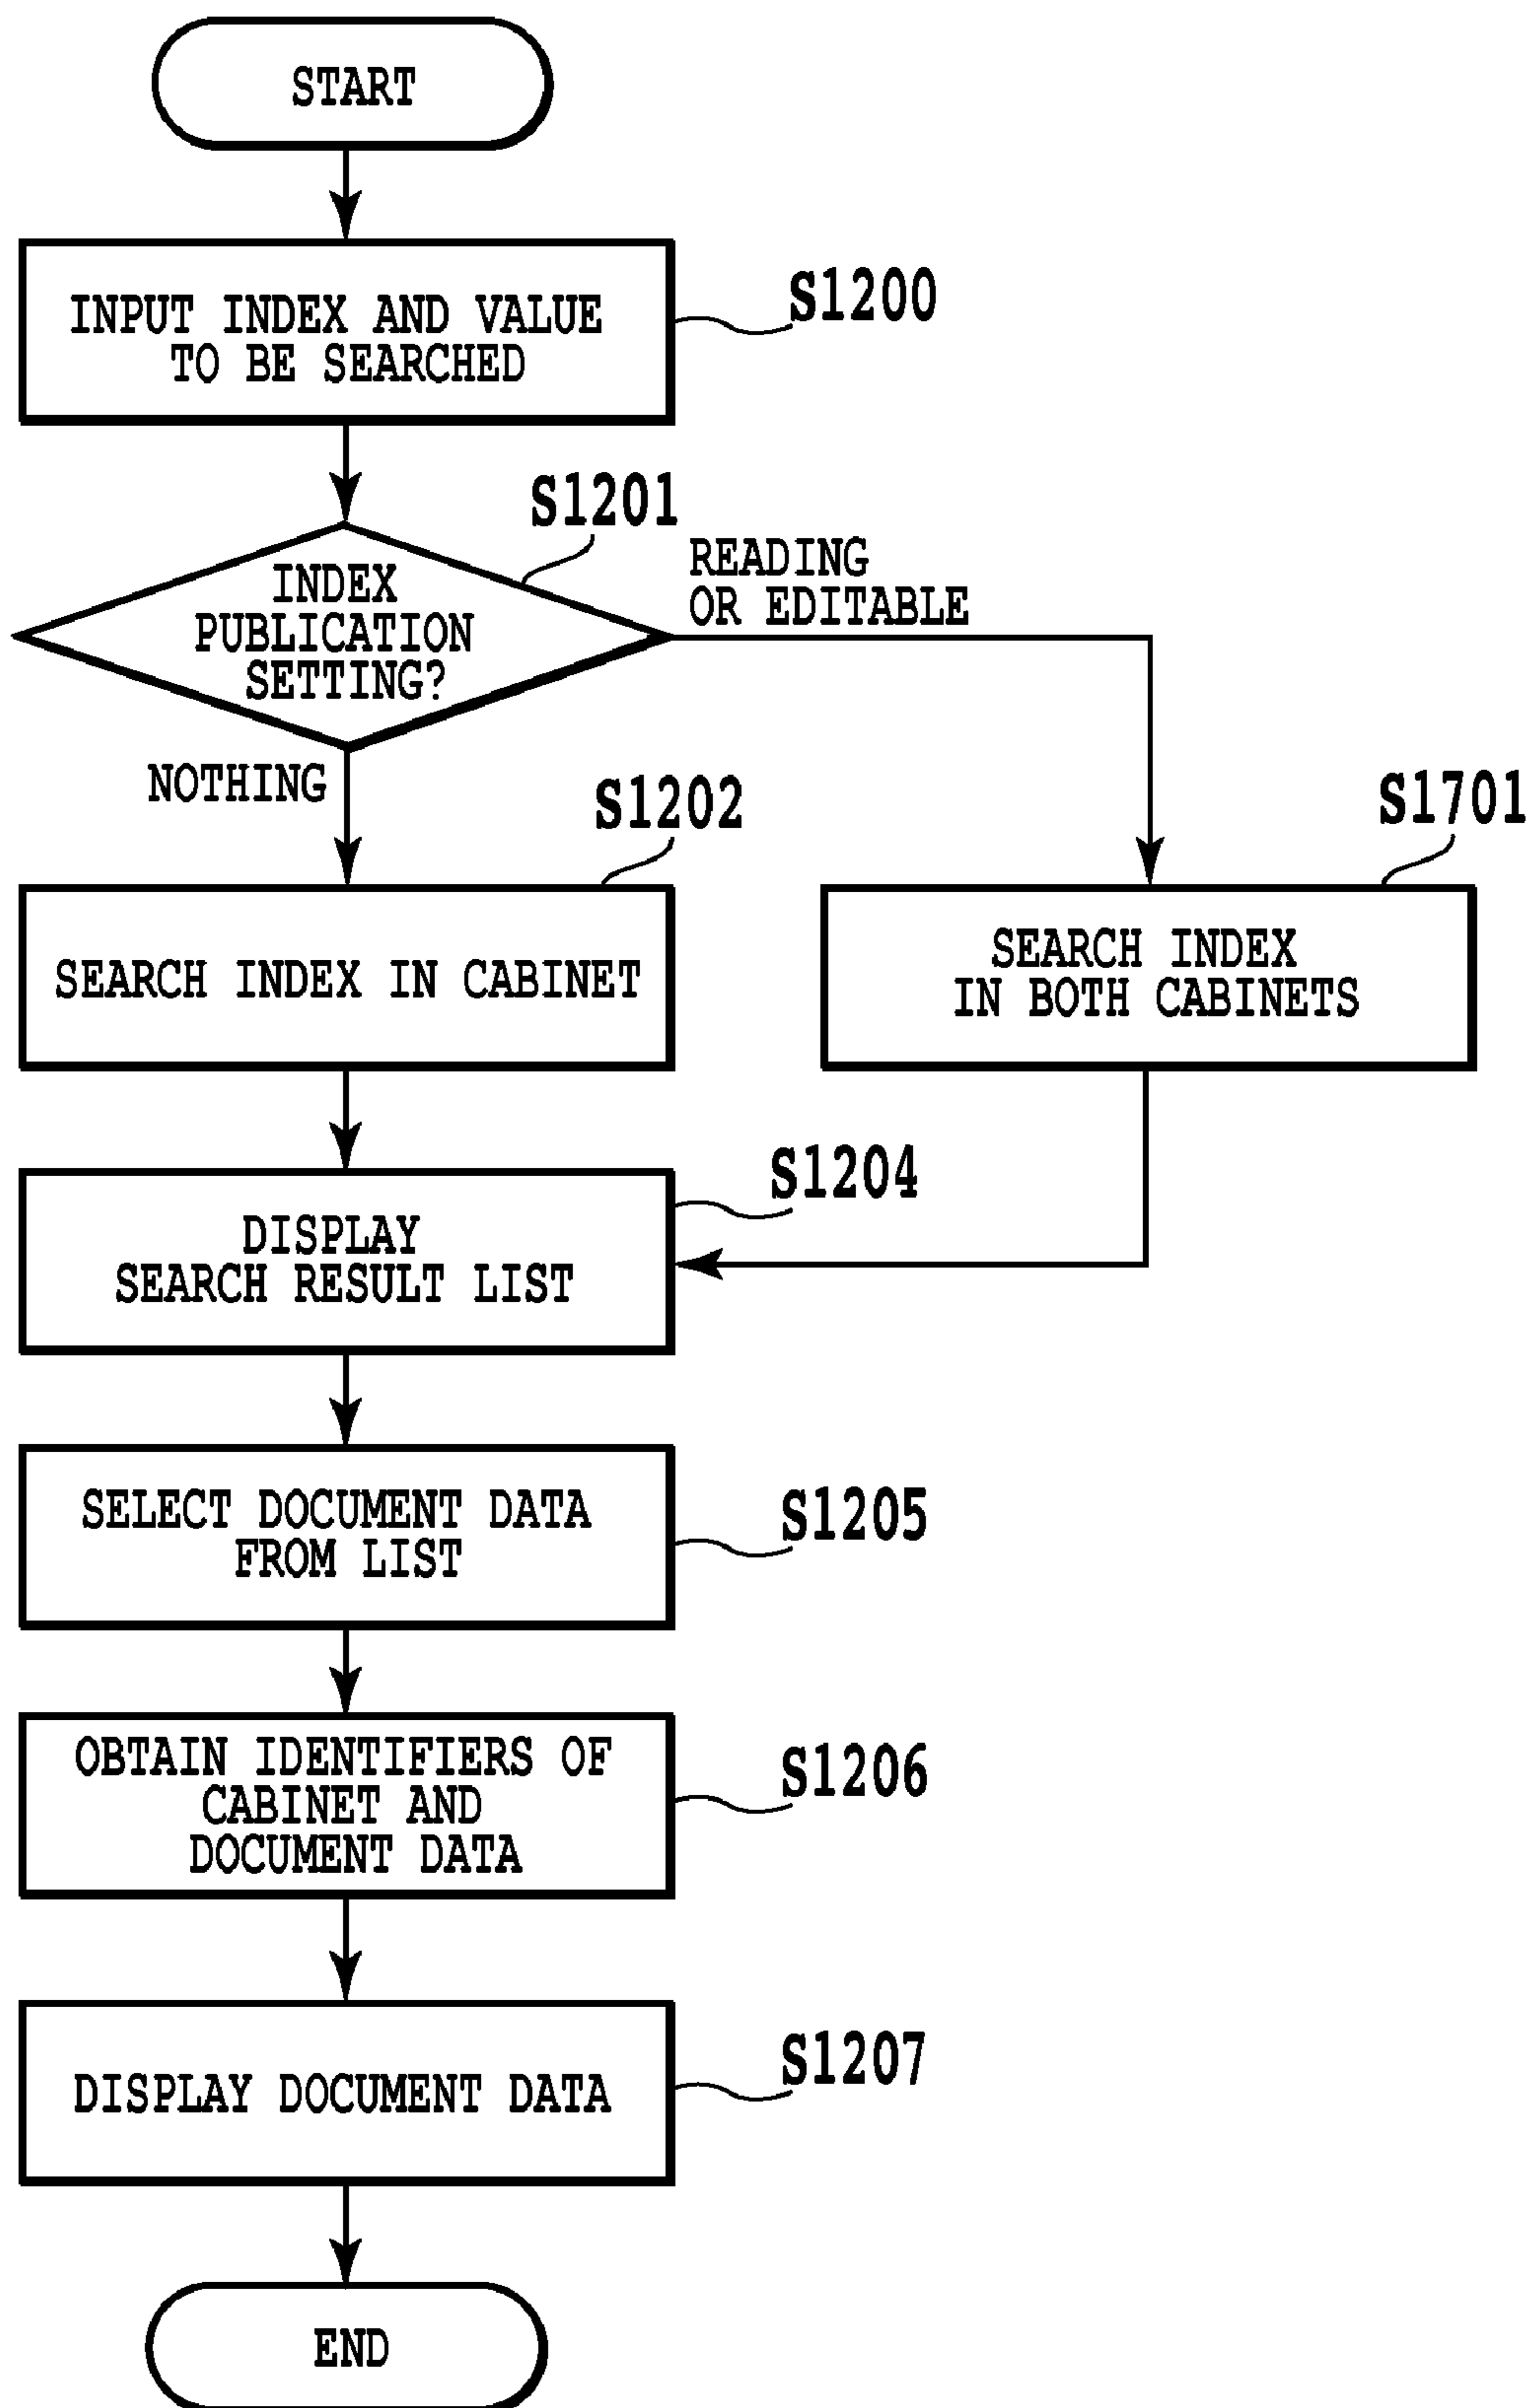 START
INPUT INDEX AND VALUE
TO BE SEARCHED
S1200
S1201
INDEX
PUBLICATION
SETTING?
READING
OR EDITABLE
NOTHING
S1202
S1701
SEARCH INDEX IN CABINET
SEARCH INDEX
IN BOTH CABINETS
S1204
DISPLAY
SEARCH RESULT LIST
SELECT DOCUMENT DATA
FROM LIST
S1205
OBTAIN IDENTIFIERS OF
CABINET AND
DOCUMENT DATA
S1206
DISPLAY DOCUMENT DATA
S1207
END